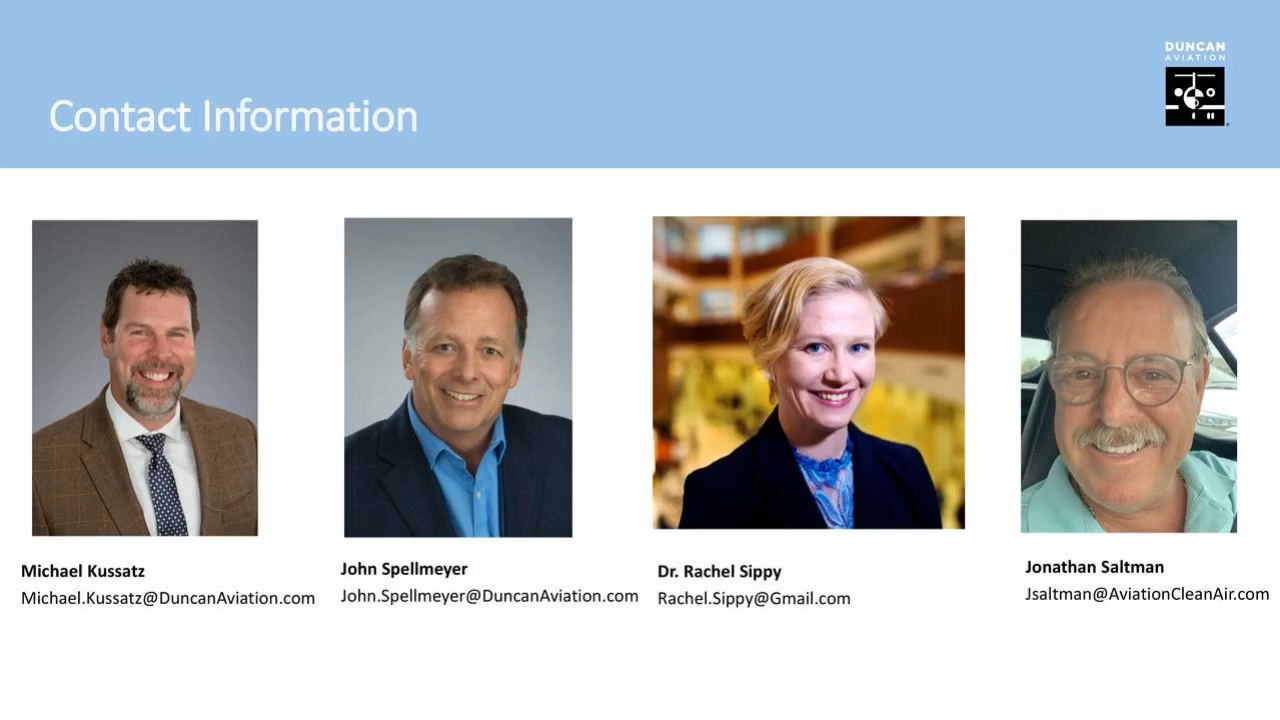 DUNCAN
AVIATION
Contact Information
Michael Kussatz
Michael.Kussatz@DuncanAviation.com
John Spellmeyer
John.Spellmeyer@DuncanAviation.com
Dr. Rachel Sippy
Rachel.Sippy@Gmail.com
Jonathan Saltman
Jsaltman@AviationCleanAir.com